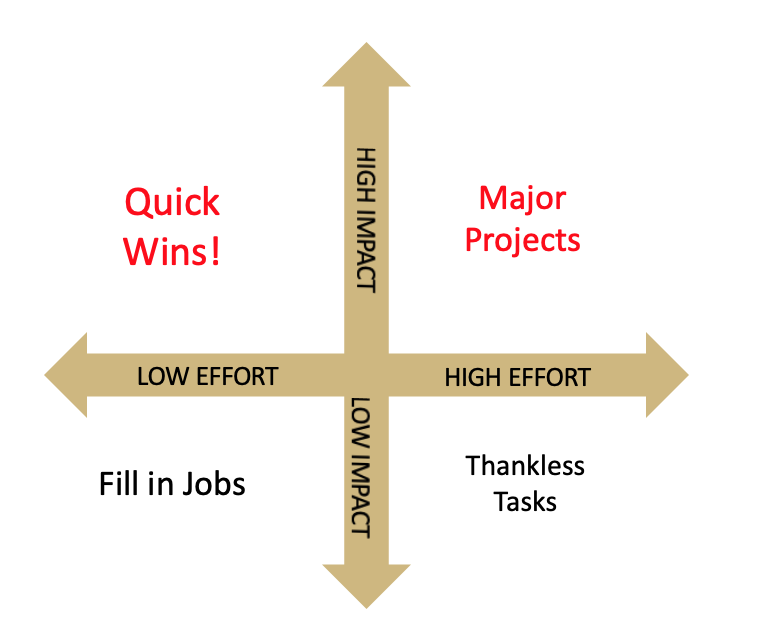 HIGH IMPACT
Quick
Wins!
Major
Projects
LOW EFFORT
HIGH EFFORT
LOW IMPACT
Fill in Jobs
Thankless
Tasks